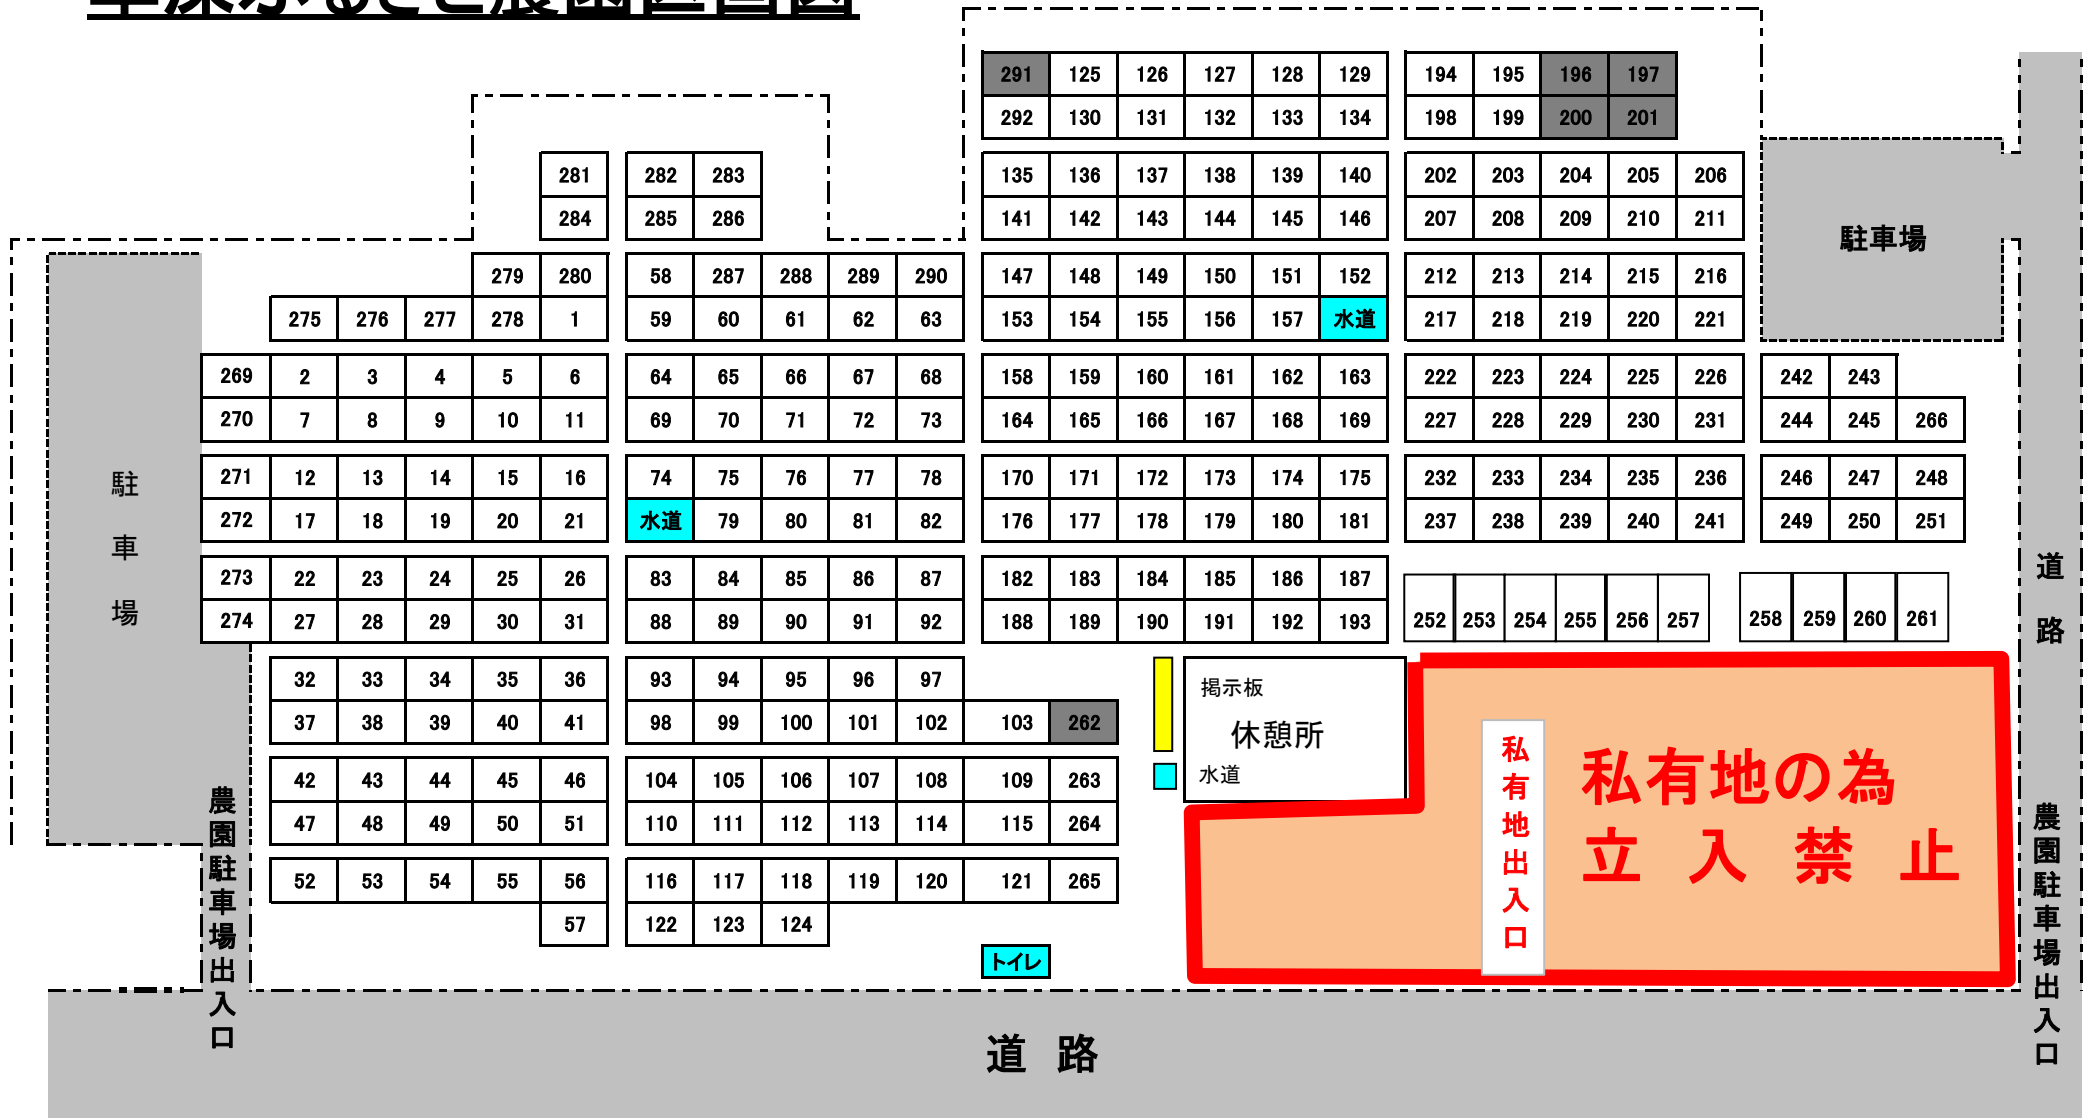 ふるさと農園区画図
291 125 126 127 128 129 194 195 196 197
292 130 131 132 133 134 198 199 200 201
281 282 283 135 136 137 138 139 140 202 203 204 205 206
284 285 286 141 142 143 144 145 146 207 208 209 210 211
駐車場
279 280 58 287 288 289 290 147 148 149 150 151 152 212 213 214 215 216
275 276 277 278 1 59 60 61 62 63 153 154 155 156 157 水道 217 218 219 220 221
269 2 3 4 5 6 64 65 66 67 68 158 159 160 161 162 163 222 223 224 225 226 242 243
270 7 8 9 10 11 69 70 71 72 73 164 165 166 167 168 169 227 228 229 230 231 244 245 266
271 12 13 14 15 16 74 75 76 77 78 170 171 172 173 174 175 232 233 234 235 236 246 247 248
272 17 18 19 20 21 水道 79 80 81 82 176 177 178 179 180 181 237 238 239 240 241 249 250 251
駐車場
273 22 23 24 25 26 83 84 85 86 87 182 183 184 185 186 187
274 27 28 29 30 31 88 89 90 91 92 188 189 190 191 192 193 252 253 254 255 256 257 258 259 260 261
道路
32 33 34 35 36 93 94 95 96 97
37 38 39 40 41 98 99 100 101 102 103 262
掲示板
休憩所
水道
42 43 44 45 46 104 105 106 107 108 109 263
47 48 49 50 51 110 111 112 113 114 115 264
52 53 54 55 56 116 117 118 119 120 121 265
57 122 123 124
トイレ
私有地出入口
私有地の為
立入禁止
農園駐車場出入口
農園駐車場出入口
道路